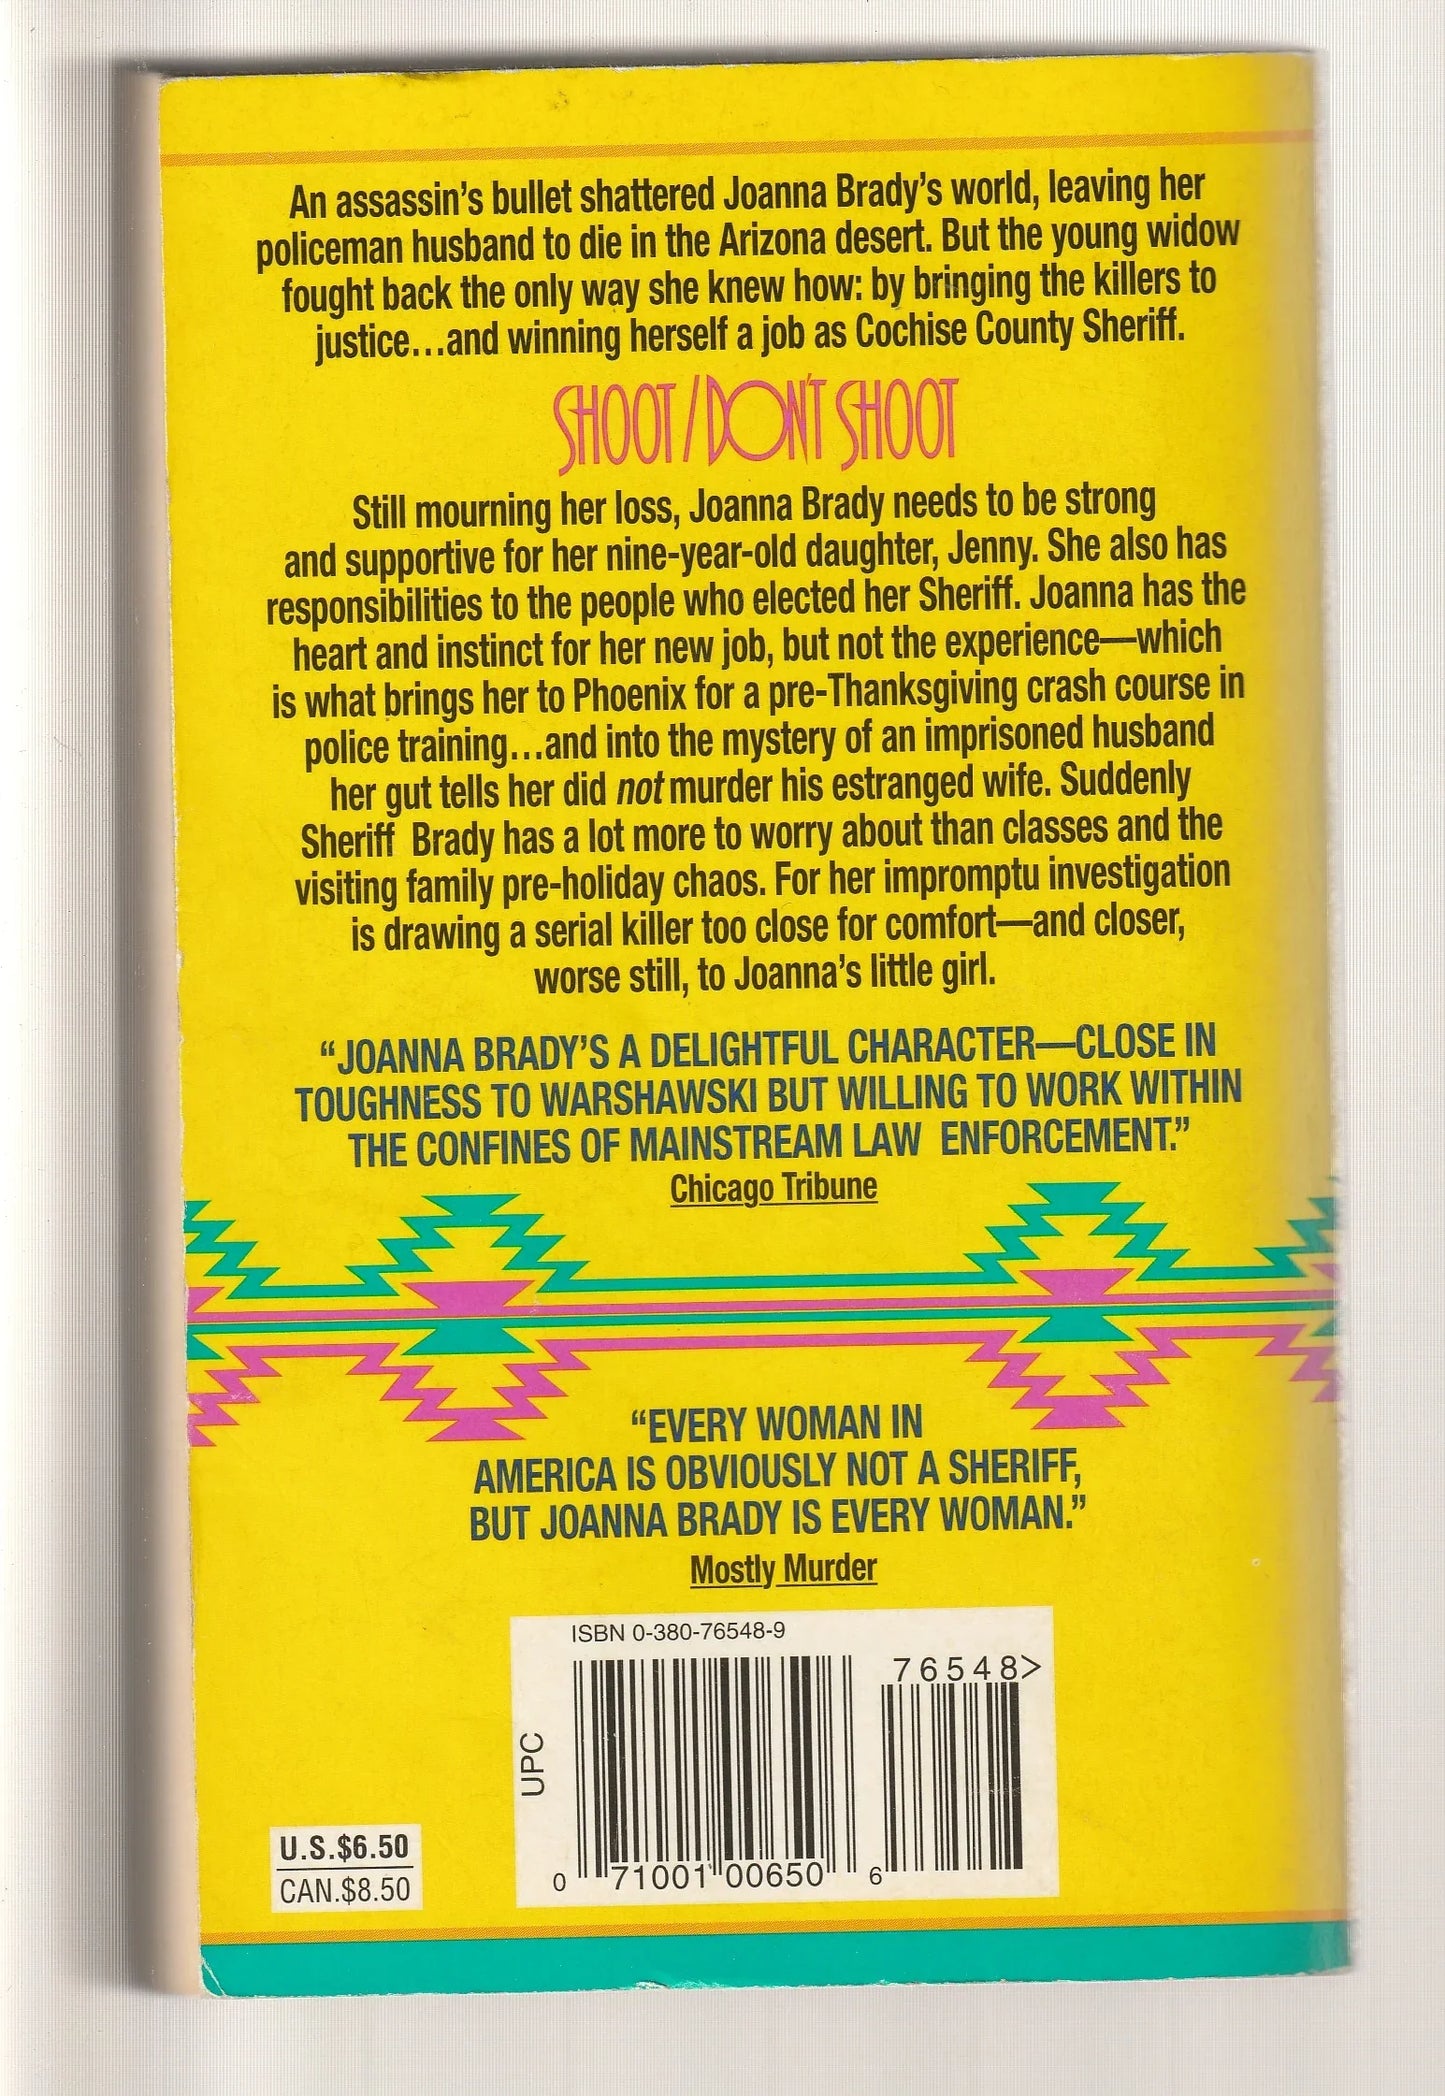 An assassin's bullet shattered Joanna Brady's world, leaving her
policeman husband to die in the Arizona desert. But the young widow
fought back the only way she knew how: by bringing the killers to
justice...and winning herself a job as Cochise County Sheriff.
SHOOT/DON'T SHOOT
Still mourning her loss, Joanna Brady needs to be strong
and supportive for her nine-year-old daughter, Jenny. She also has
responsibilities to the people who elected her Sheriff. Joanna has the
heart and instinct for her new job, but not the experience—which
is what brings her to Phoenix for a pre-Thanksgiving crash course in
police training...and into the mystery of an imprisoned husband
her gut tells her did not murder his estranged wife. Suddenly
Sheriff Brady has a lot more to worry about than classes and the
visiting family pre-holiday chaos. For her impromptu investigation
is drawing a serial killer too close for comfort—and closer,
worse still, to Joanna's little girl.
“JOANNA BRADY'S A DELIGHTFUL CHARACTER—CLOSE IN
TOUGHNESS TO WARSHAWSKI BUT WILLING TO WORK WITHIN
THE CONFINES OF MAINSTREAM LAW ENFORCEMENT.”
Chicago Tribune
“EVERY WOMAN IN
AMERICA IS OBVIOUSLY NOT A SHERIFF,
BUT JOANNA BRADY IS EVERY WOMAN.”
Mostly Murder
ISBN 0-380-76548-9
76548>
UPC
0 71001 00650 6
U.S.$6.50
CAN.$8.50